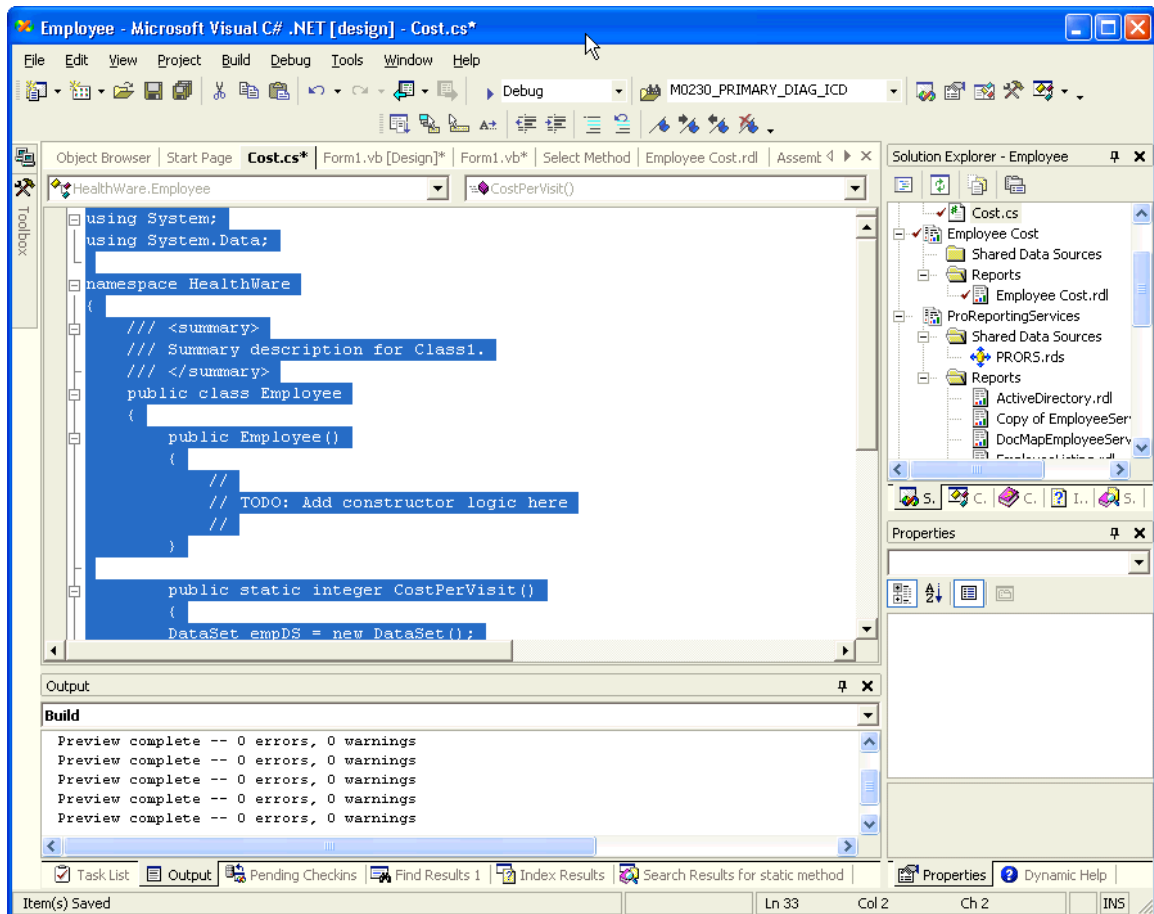 Employee - Microsoft Visual C# .NET [design] - Cost.cs*
File Edit View Project Build Debug Tools Window Help
Debug M0230_PRIMARY_DIAG_ICD
Object Browser Start Page Cost.cs* Form1.vb [Design]* Form1.vb* Select Method Employee Cost.rdl Assemt
HealthWare.Employee CostPerVisit()
Toolbox
using System;
using System.Data;
namespace HealthWare
{
/// <summary>
/// Summary description for Class1.
/// </summary>
public class Employee
{
public Employee()
{
//
// TODO: Add constructor logic here
//
}
public static integer CostPerVisit()
{
DataSet empDS = new DataSet();
Solution Explorer - Employee
Cost.cs
Employee Cost
Shared Data Sources
Reports
Employee Cost.rdl
ProReportingServices
Shared Data Sources
PRORS.rds
Reports
ActiveDirectory.rdl
Copy of EmployeeSer
DocMapEmployeeServ
EmployeeListing.rdl
S. C. C. I.. S.
Properties
Output
Build
Preview complete -- 0 errors, 0 warnings
Preview complete -- 0 errors, 0 warnings
Preview complete -- 0 errors, 0 warnings
Preview complete -- 0 errors, 0 warnings
Preview complete -- 0 errors, 0 warnings
Task List Output Pending Checkins Find Results 1 Index Results Search Results for static method
Properties Dynamic Help
Item(s) Saved Ln 33 Col 2 Ch 2 INS